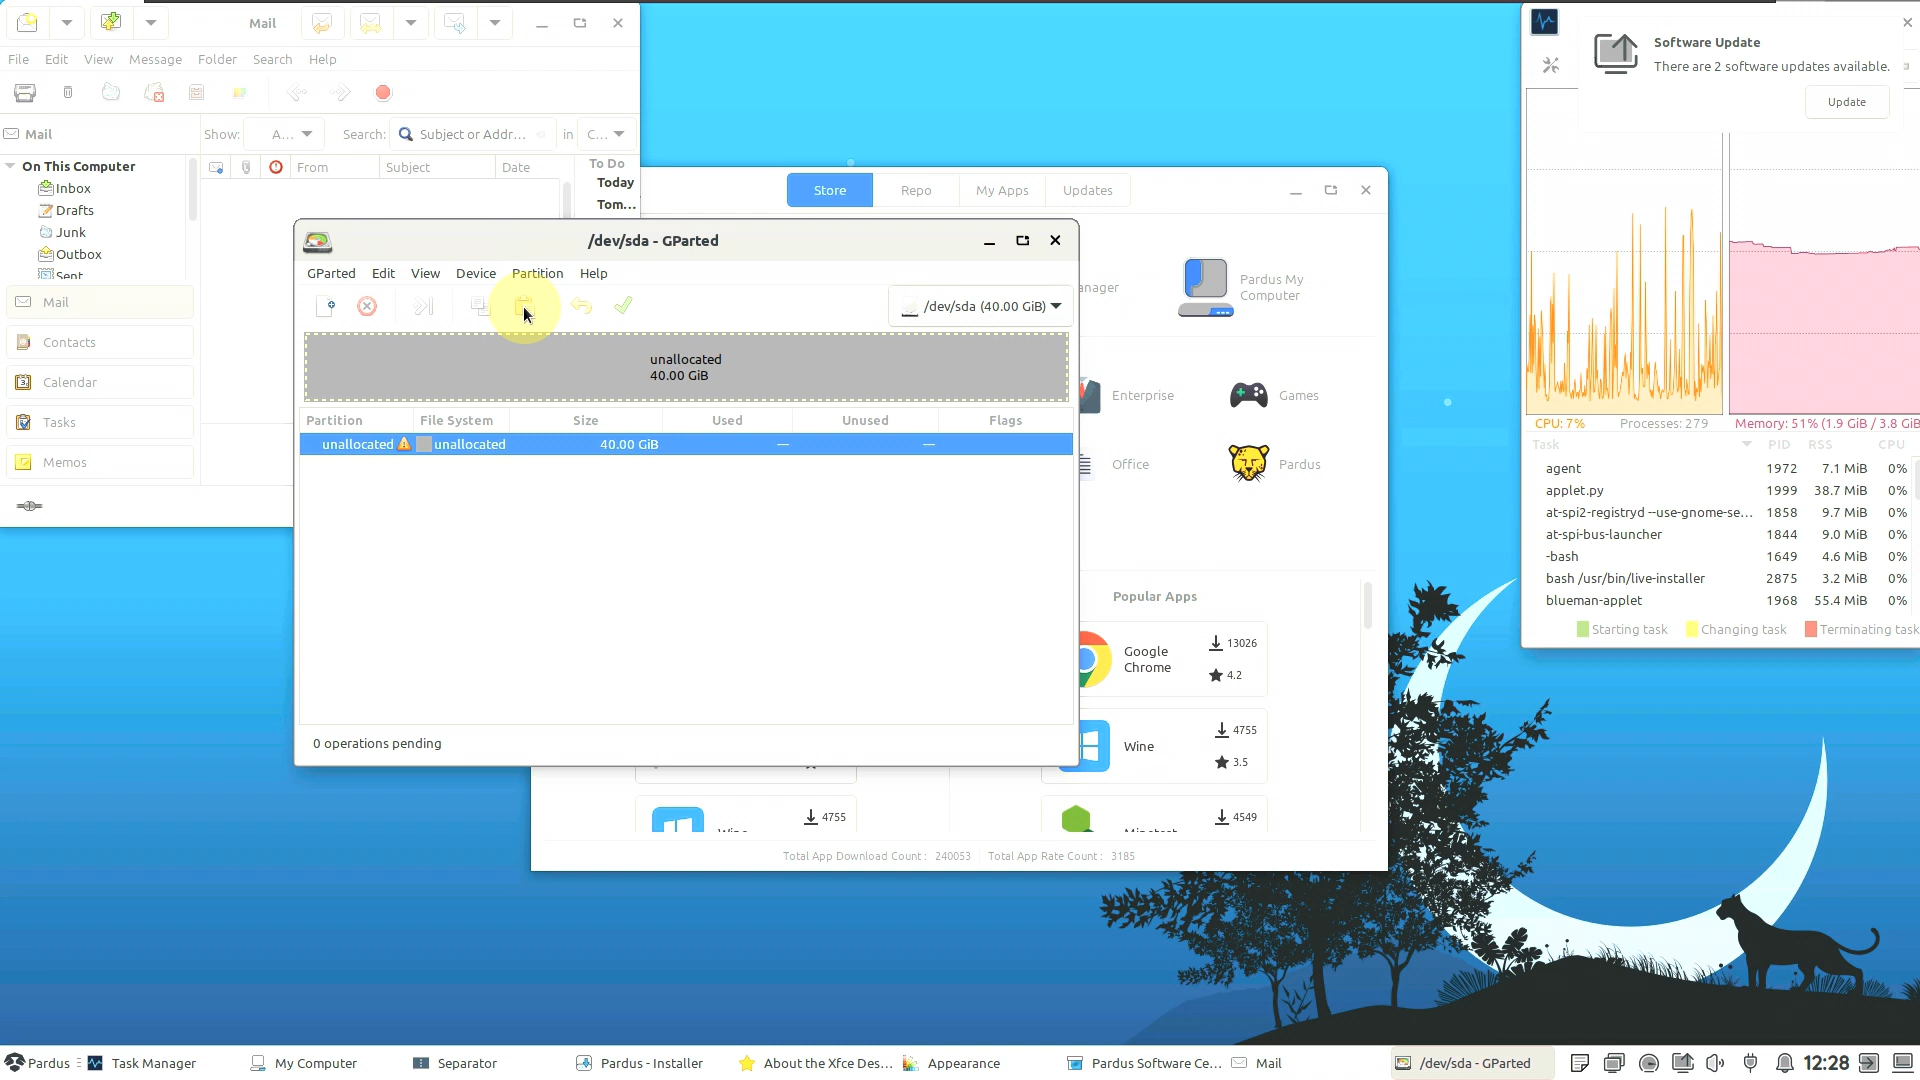 Mail
File Edit View Message Folder Search Help
Mail
Show: A... Search: Subject or Addr... in C...
On This Computer
From Subject Date
To Do
Today
Tom...
Inbox
Drafts
Junk
Outbox
Sent
Mail
Contacts
Calendar
Tasks
Memos
Store Repo My Apps Updates
anager
Pardus My
Computer
Enterprise
Games
Office
Pardus
Popular Apps
Google
Chrome
13026
4.2
Wine
4755
3.5
4755
4549
Total App Download Count: 240053 Total App Rate Count: 3185
/dev/sda - GParted
GParted Edit View Device Partition Help
/dev/sda (40.00 GiB)
unallocated
40.00 GiB
Partition File System Size Used Unused Flags
unallocated unallocated 40.00 GiB — —
0 operations pending
Software Update
There are 2 software updates available.
Update
CPU: 7% Processes: 279 Memory: 51% (1.9 GiB / 3.8 GiB
Task PID RSS CPU
agent 1972 7.1 MiB 0%
applet.py 1999 38.7 MiB 0%
at-spi2-registryd --use-gnome-se... 1858 9.7 MiB 0%
at-spi-bus-launcher 1844 9.0 MiB 0%
-bash 1649 4.6 MiB 0%
bash /usr/bin/live-installer 2875 3.2 MiB 0%
blueman-applet 1968 55.4 MiB 0%
Starting task Changing task Terminating task
Pardus Task Manager My Computer Separator Pardus - Installer About the Xfce Des... Appearance Pardus Software Ce... Mail /dev/sda - GParted 12:28